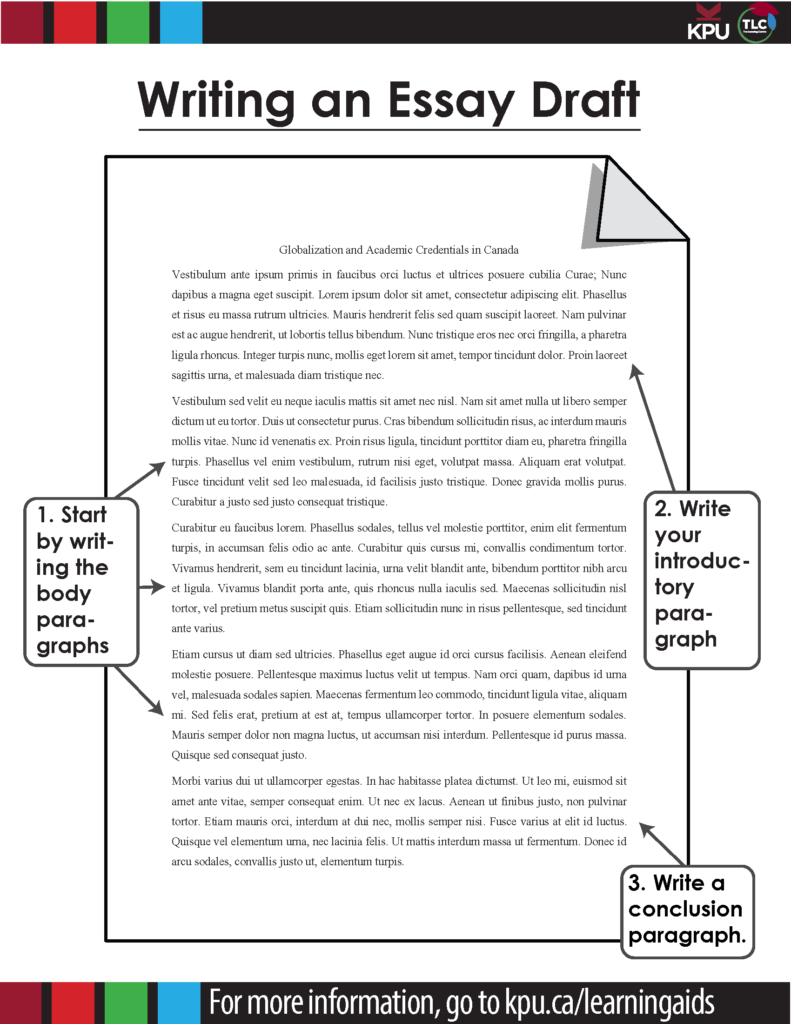 KPU
TLC
The Learning Centre
Writing an Essay Draft
Globalization and Academic Credentials in Canada
Vestibulum ante ipsum primis in faucibus orci luctus et ultrices posuere cubilia Curae; Nunc
dapibus a magna eget suscipit. Lorem ipsum dolor sit amet, consectetur adipiscing elit. Phasellus
et risus eu massa rutrum ultricies. Mauris hendrerit felis sed quam suscipit laoreet. Nam pulvinar
est ac augue hendrerit, ut lobortis tellus bibendum. Nunc tristique eros nec orci fringilla, a pharetra
ligula rhoncus. Integer turpis nunc, mollis eget lorem sit amet, tempor tincidunt dolor. Proin laoreet
sagittis urna, et malesuada diam tristique nec.
Vestibulum sed velit eu neque iaculis mattis sit amet nec nisl. Nam sit amet nulla ut libero semper
dictum ut eu tortor. Duis ut consectetur purus. Cras bibendum sollicitudin risus, ac interdum mauris
mollis vitae. Nunc id venenatis ex. Proin risus ligula, tincidunt porttitor diam eu, pharetra fringilla
turpis. Phasellus vel enim vestibulum, rutrum nisi eget, volutpat massa. Aliquam erat volutpat.
Fusce tincidunt velit sed leo malesuada, id facilisis justo tristique. Donec gravida mollis purus.
Curabitur a justo sed justo consequat tristique.
Curabitur eu faucibus lorem. Phasellus sodales, tellus vel molestie porttitor, enim elit fermentum
turpis, in accumsan felis odio ac ante. Curabitur quis cursus mi, convallis condimentum tortor.
Vivamus hendrerit, sem eu tincidunt lacinia, urna velit blandit ante, bibendum porttitor nibh arcu
et ligula. Vivamus blandit porta ante, quis rhoncus nulla iaculis sed. Maecenas sollicitudin nisl
tortor, vel pretium metus suscipit quis. Etiam sollicitudin nunc in risus pellentesque, sed tincidunt
ante varius.
Etiam cursus ut diam sed ultricies. Phasellus eget augue id orci cursus facilisis. Aenean eleifend
molestie posuere. Pellentesque maximus luctus velit ut tempus. Nam orci quam, dapibus id urna
vel, malesuada sodales sapien. Maecenas fermentum leo commodo, tincidunt ligula vitae, aliquam
mi. Sed felis erat, pretium at est at, tempus ullamcorper tortor. In posuere elementum sodales.
Mauris semper dolor non magna luctus, ut accumsan nisi interdum. Pellentesque id purus massa.
Quisque sed consequat justo.
Morbi varius dui ut ullamcorper egestas. In hac habitasse platea dictumst. Ut leo mi, euismod sit
amet ante vitae, semper consequat enim. Ut nec ex lacus. Aenean ut finibus justo, non pulvinar
tortor. Etiam mauris orci, interdum at dui nec, mollis semper nisi. Fusce varius at elit id luctus.
Quisque vel elementum urna, nec lacinia felis. Ut mattis interdum massa ut fermentum. Donec id
arcu sodales, convallis justo ut, elementum turpis.
1. Start
by writ-
ing the
body
para-
graphs
2. Write
your
introduc-
tory
para-
graph
3. Write a
conclusion
paragraph.
For more information, go to kpu.ca/learningaids